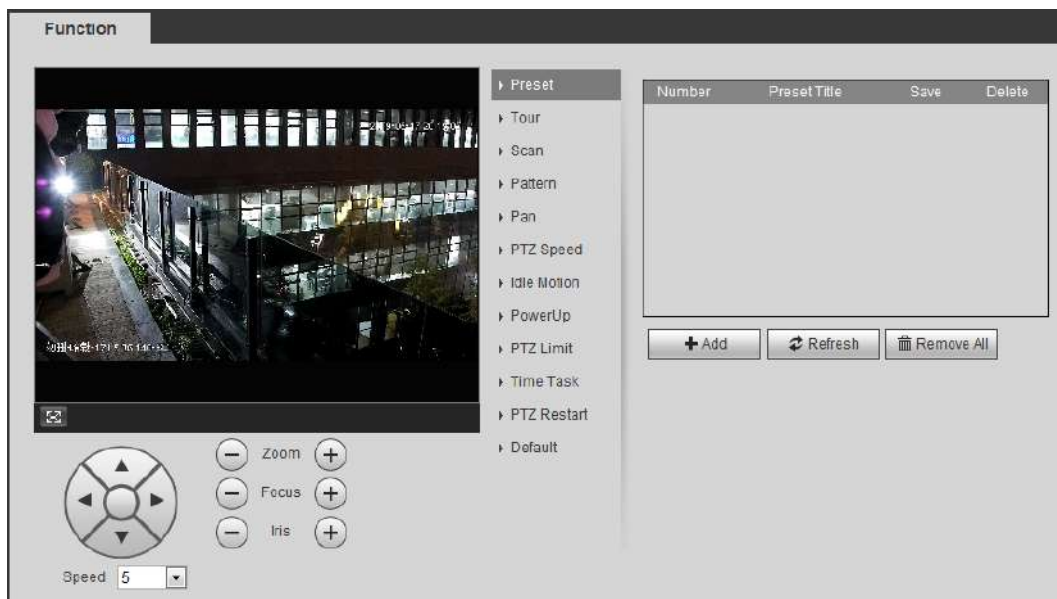 Function
Preset
Tour
Scan
Pattern
Pan
PTZ Speed
Idle Motion
PowerUp
PTZ Limit
Time Task
PTZ Restart
Default
Number Preset Title Save Delete
Add Refresh Remove All
Zoom
Focus
Iris
Speed 5